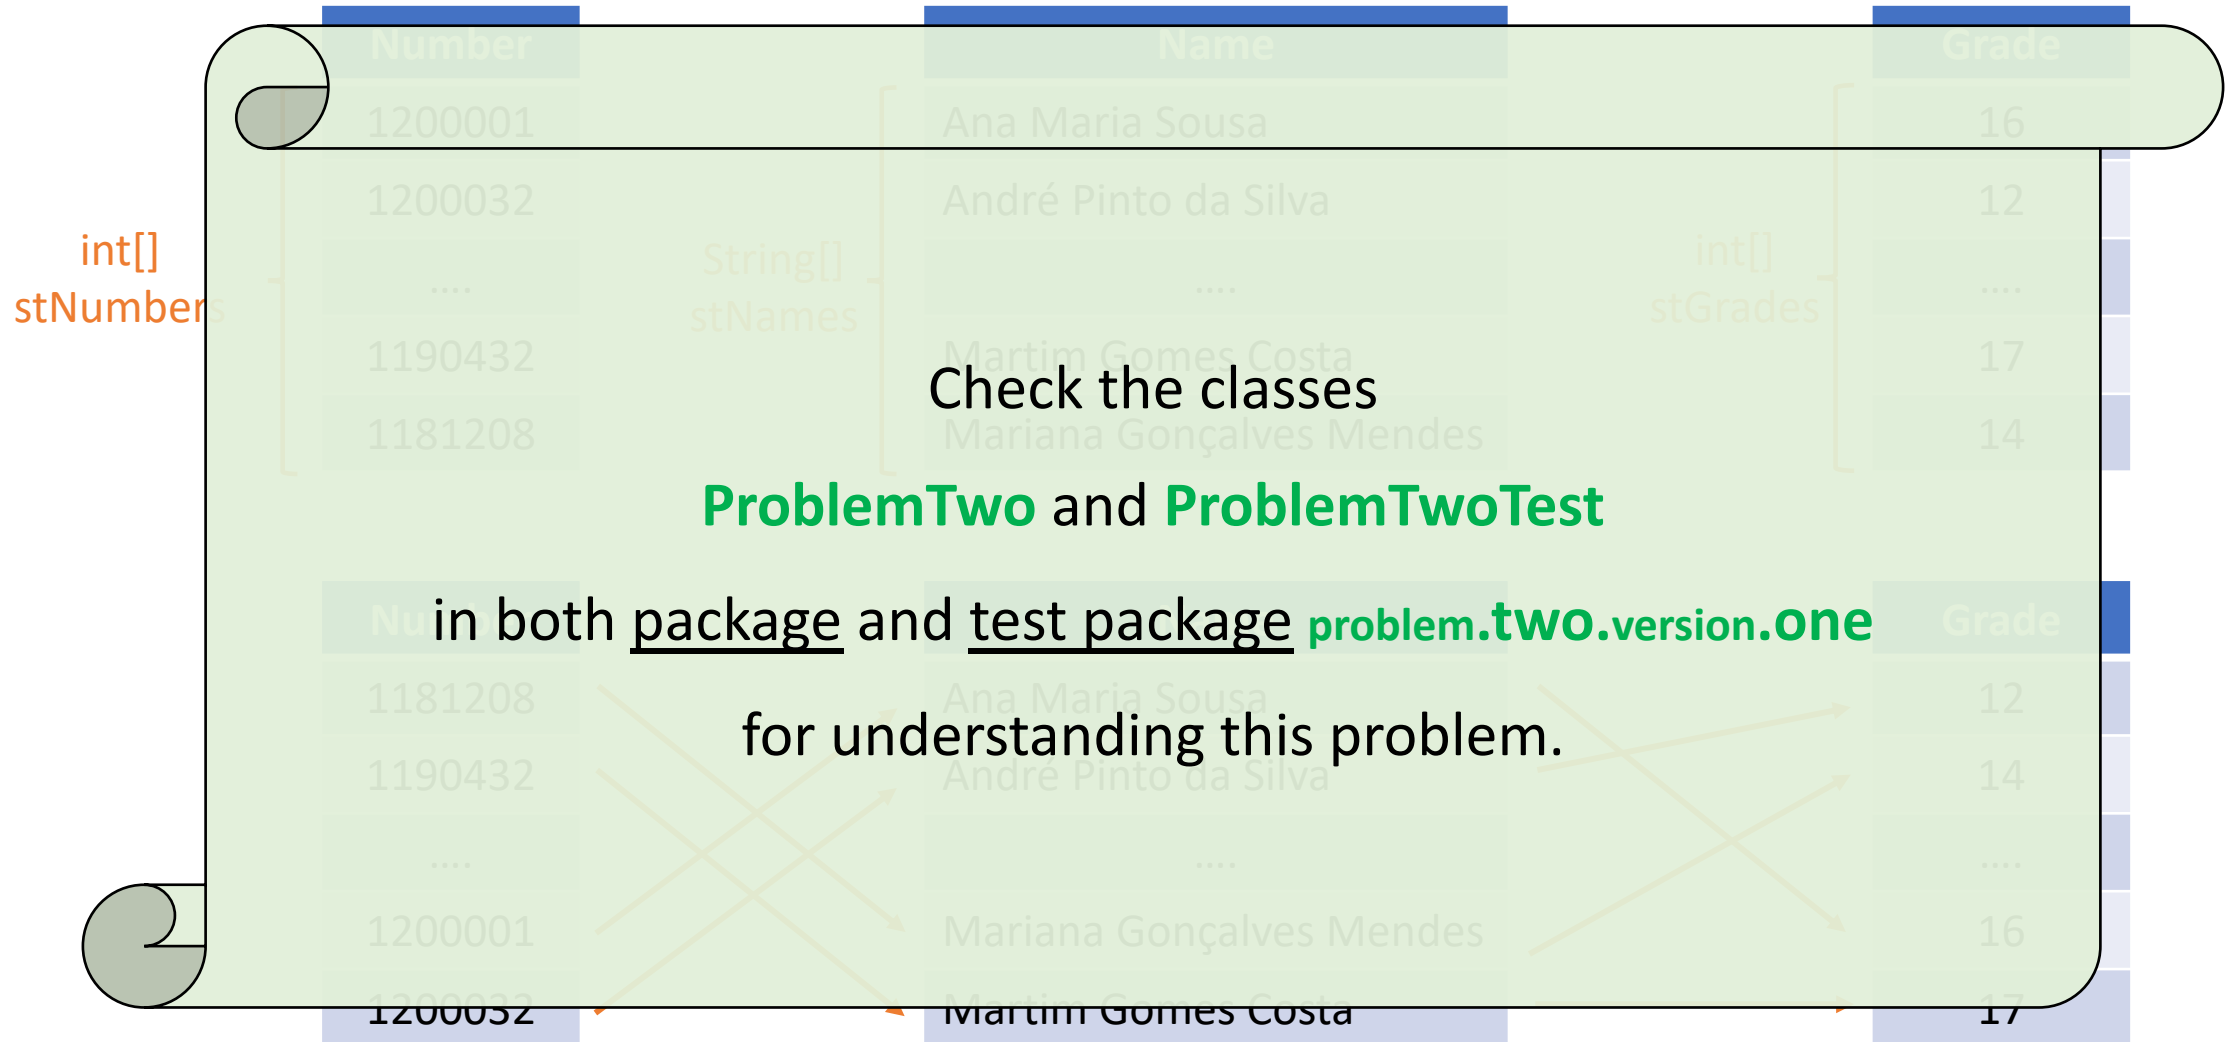 Number Name Grade
1200001 Ana Maria Sousa 16
1200032 André Pinto da Silva 12
int[] String[] int[]
stNumbers stNames stGrades
.... .... ....
1190432 Martim Gomes Costa 17
Check the classes
1181208 Mariana Gonçalves Mendes 14
ProblemTwo and ProblemTwoTest
in both package and test package problem.two.version.one
Number Grade
1181208 Ana Maria Sousa 12
for understanding this problem.
1190432 André Pinto da Silva 14
.... .... ....
1200001 Mariana Gonçalves Mendes 16
1200032 Martim Gomes Costa 17